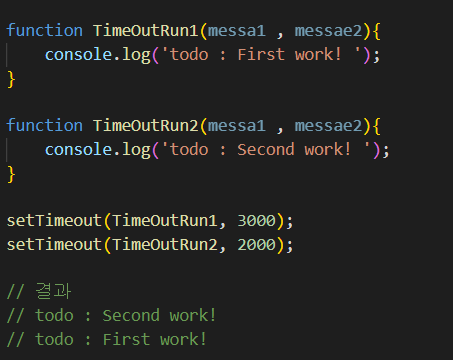 function TimeOutRun1(messa1 , messae2){
    console.log('todo : First work! ');
}
function TimeOutRun2(messa1 , messae2){
    console.log('todo : Second work! ');
}
setTimeout(TimeOutRun1, 3000);
setTimeout(TimeOutRun2, 2000);
// 결과
// todo : Second work!
// todo : First work!